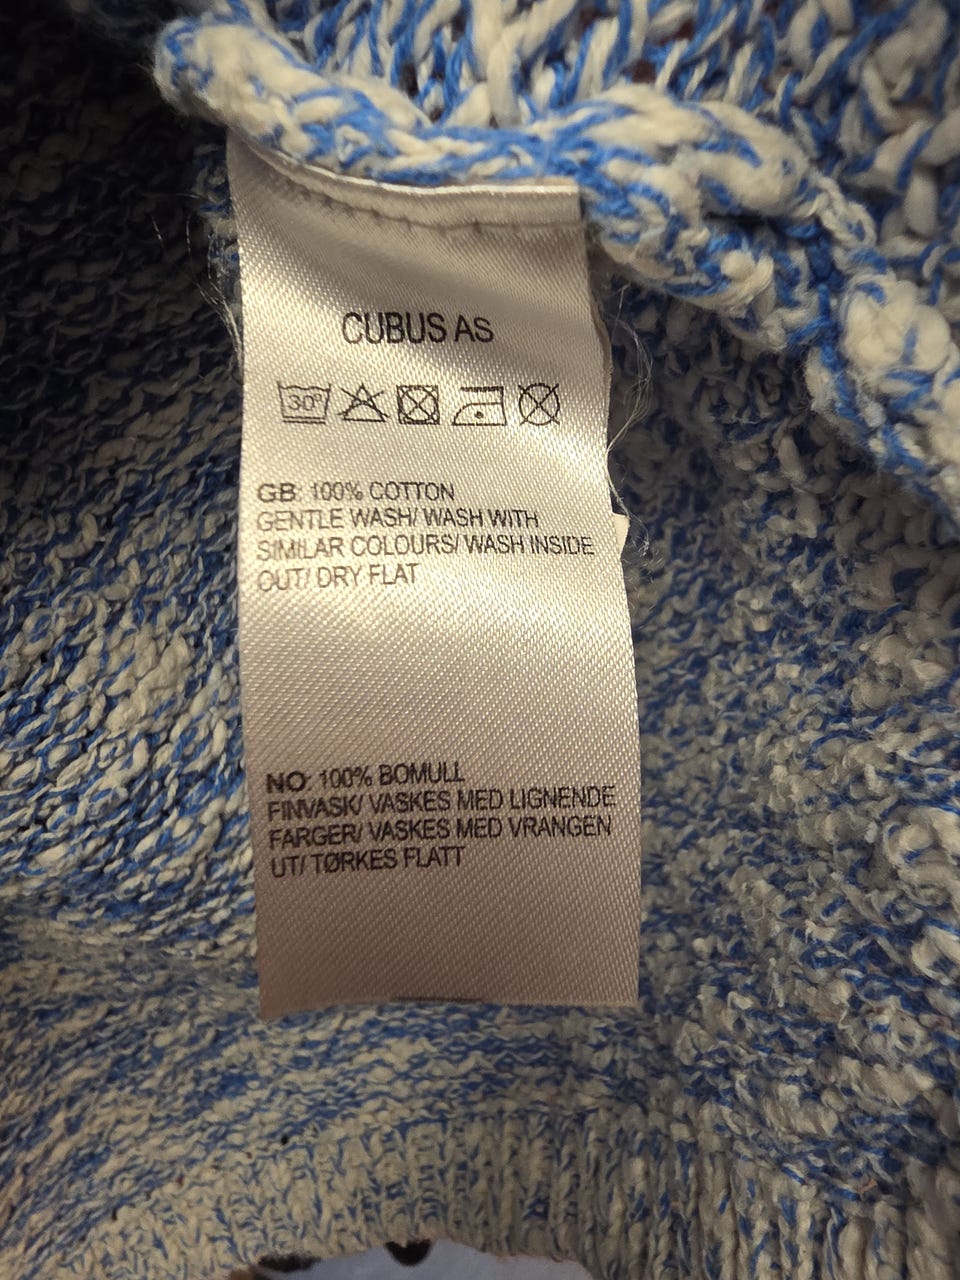 CUBUS AS
30°
GB: 100% COTTON
GENTLE WASH/ WASH WITH
SIMILAR COLOURS/ WASH INSIDE
OUT/ DRY FLAT
NO: 100% BOMULL
FINVASK/ VASKES MED LIGNENDE
FARGER/ VASKES MED VRANGEN
UT/ TØRKES FLATT